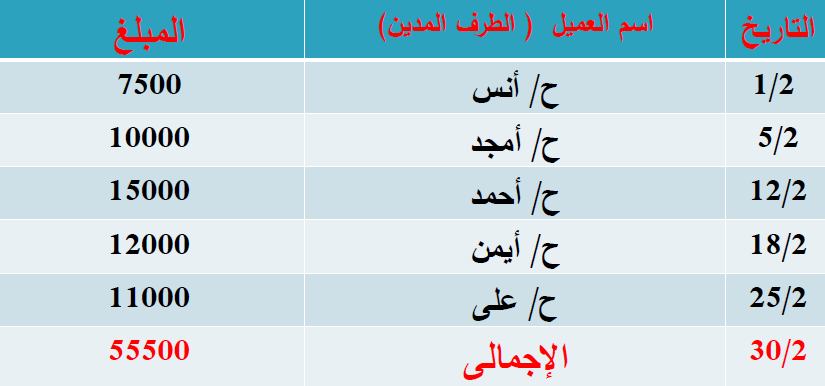 التاريخ اسم العميل ( الطرف المدين) المبلغ
1/2 ح/ أنس 7500
5/2 ح/ أمجد 10000
12/2 ح/ أحمد 15000
18/2 ح/ أيمن 12000
25/2 ح/ على 11000
30/2 الإجمالى 55500